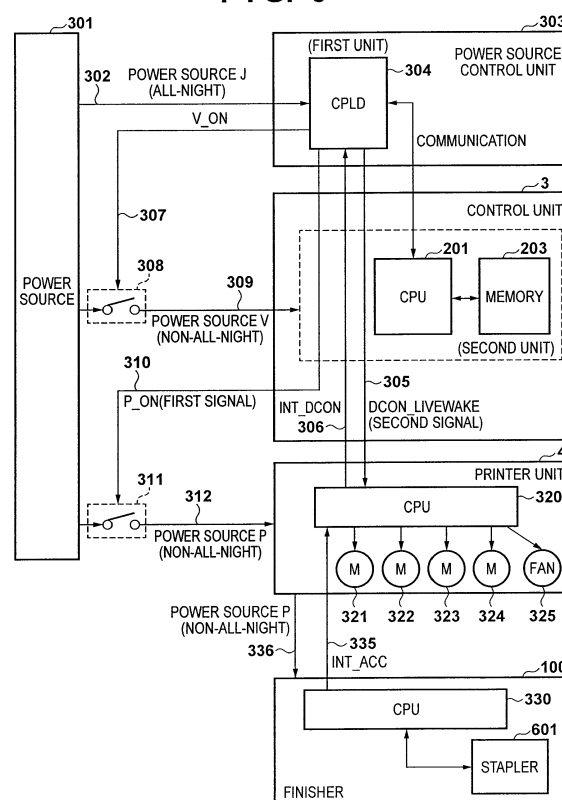 301
303
(FIRST UNIT)
POWER SOURCE
CONTROL UNIT
302
POWER SOURCE J
(ALL-NIGHT)
304
CPLD
V_ON
COMMUNICATION
307
3
CONTROL UNIT
201
203
308
309
POWER
SOURCE
CPU
MEMORY
POWER SOURCE V
(NON-ALL-NIGHT)
(SECOND UNIT)
310
305
P_ON(FIRST SIGNAL)
INT_DCON
306
DCON_LIVEWAKE
(SECOND SIGNAL)
4
PRINTER UNIT
311
312
320
CPU
POWER SOURCE P
(NON-ALL-NIGHT)
M
M
M
M
FAN
321
322
323
324
325
POWER SOURCE P
(NON-ALL-NIGHT)
336
335
INT_ACC
100
330
CPU
601
STAPLER
FINISHER